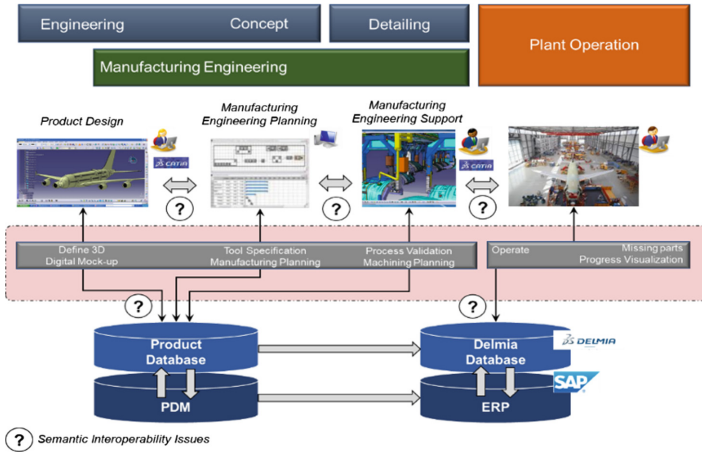 Engineering
Concept
Detailing
Plant Operation
Manufacturing Engineering
Product Design
Manufacturing
Engineering Planning
Manufacturing
Engineering Support
CATIA
CATIA
?
?
?
Define 3D
Digital Mock-up
Tool Specification
Manufacturing Planning
Process Validation
Machining Planning
Operate
Missing parts
Progress Visualization
?
?
Product
Database
Delmia
Database
DELMIA
PDM
ERP
SAP
? Semantic Interoperability Issues